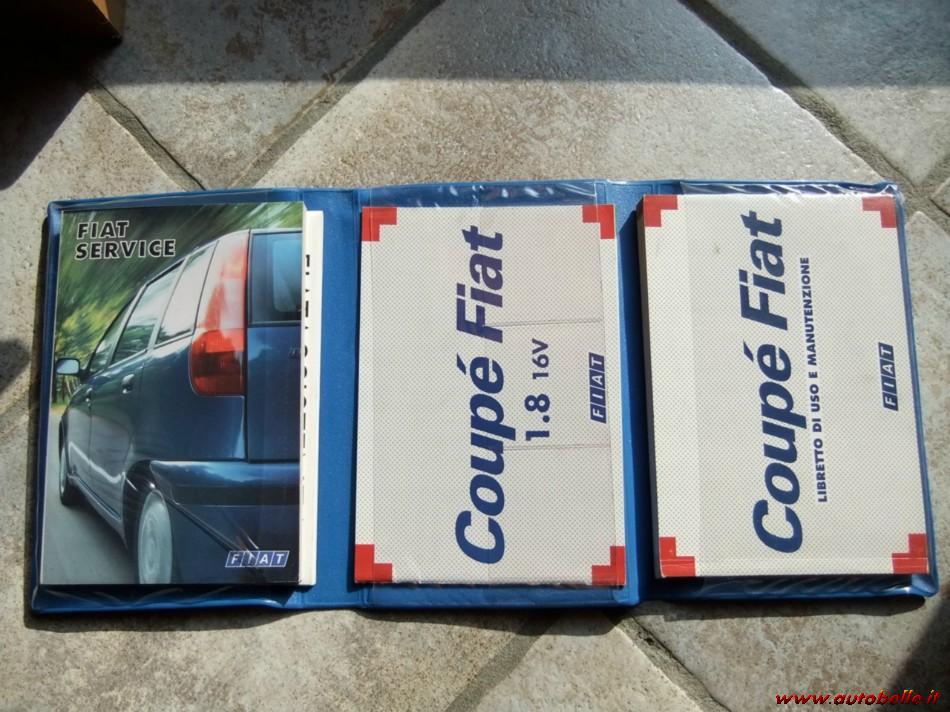 FIAT
SERVICE
FIAT
Coupé Fiat
1.8 16V
FIAT
Coupé Fiat
LIBRETTO DI USO E MANUTENZIONE
FIAT
www.autobelle.it